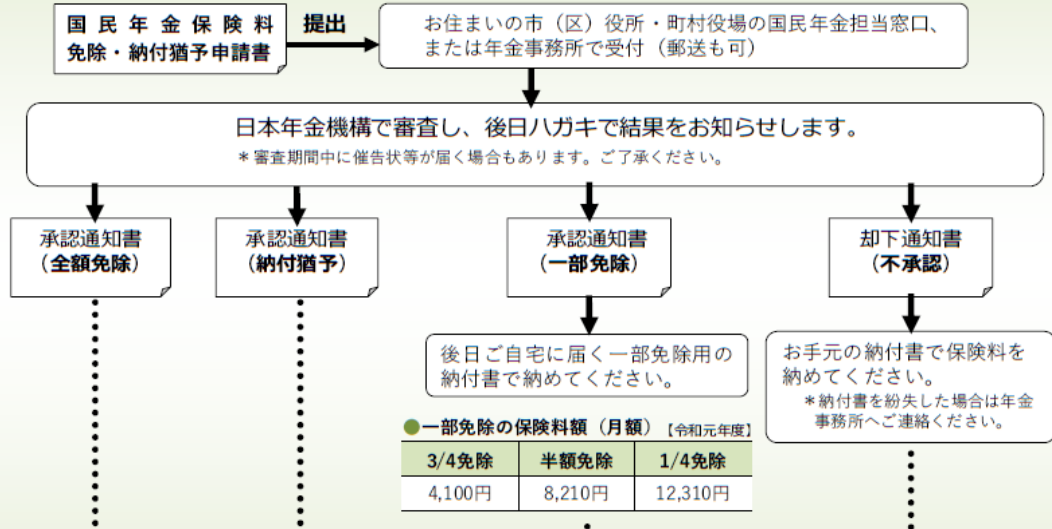 国民年金保険料
免除・納付猶予申請書
提出
お住まいの市（区）役所・町村役場の国民年金担当窓口、
または年金事務所で受付（郵送も可）
日本年金機構で審査し、後日ハガキで結果をお知らせします。
＊審査期間中に催告状等が届く場合もあります。ご了承ください。
承認通知書
（全額免除）
承認通知書
（納付猶予）
承認通知書
（一部免除）
却下通知書
（不承認）
後日ご自宅に届く一部免除用の
納付書で納めてください。
お手元の納付書で保険料を
納めてください。
＊納付書を紛失した場合は年金
事務所へご連絡ください。
●一部免除の保険料額（月額）【令和元年度】
3/4免除 半額免除 1/4免除
4,100円 8,210円 12,310円